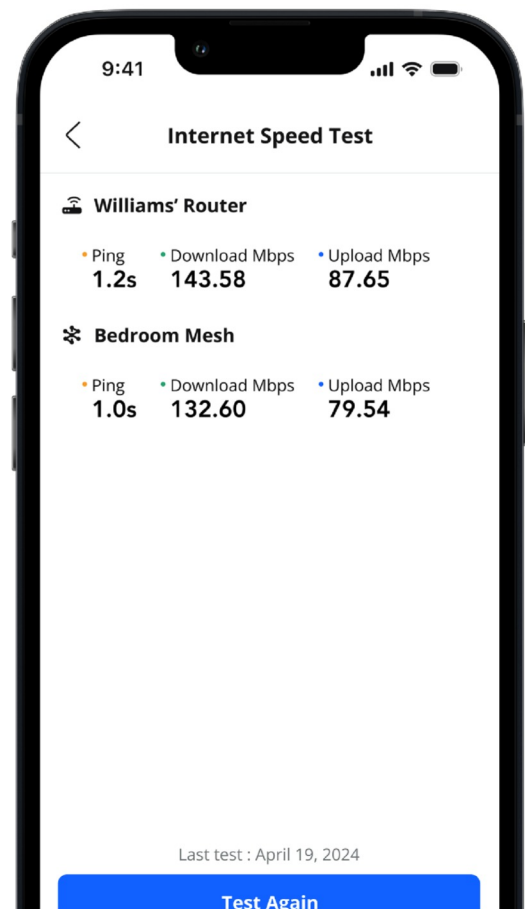 9:41
Internet Speed Test
Williams' Router
Ping Download Mbps Upload Mbps
1.2s 143.58 87.65
Bedroom Mesh
Ping Download Mbps Upload Mbps
1.0s 132.60 79.54
Last test : April 19, 2024
Test Again